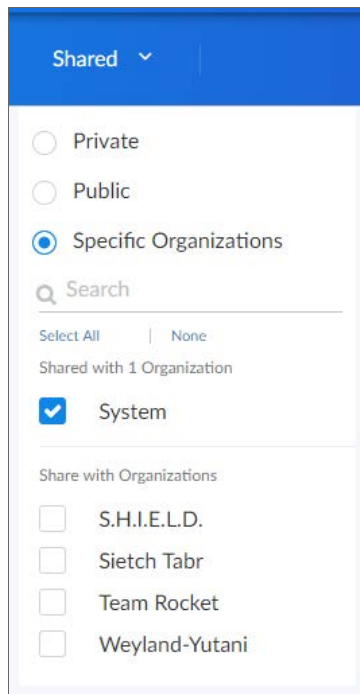 Shared
Private
Public
Specific Organizations
Search
Select All | None
Shared with 1 Organization
System
Share with Organizations
S.H.I.E.L.D.
Sietch Tabr
Team Rocket
Weyland-Yutani